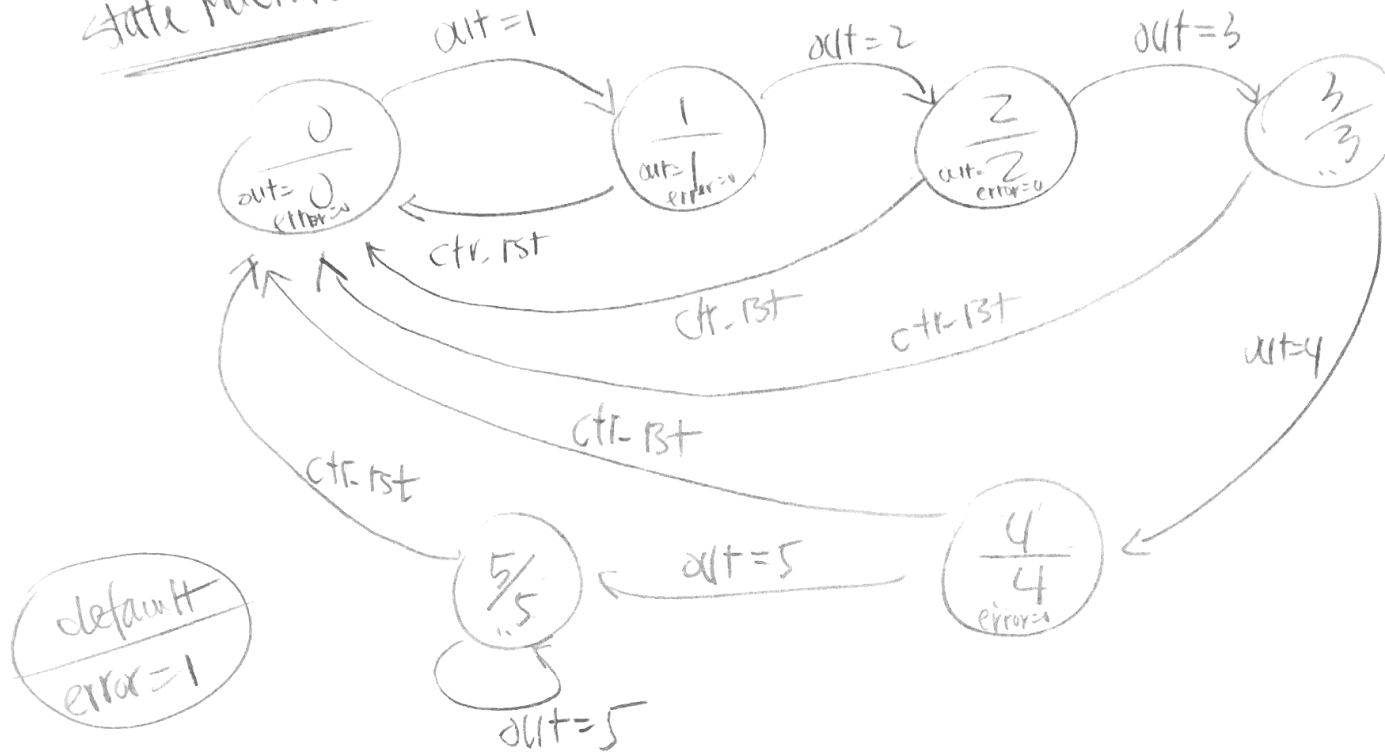 state
out=1
out=2
out=3
0
out=0
error=0
1
out=1
error=0
2
out=2
error=0
3
3
ctr_rst
ctr_rst
ctr_rst
out=4
ctr_rst
ctr_rst
4
4
error=0
out=5
5
5
default
error=1
out=5